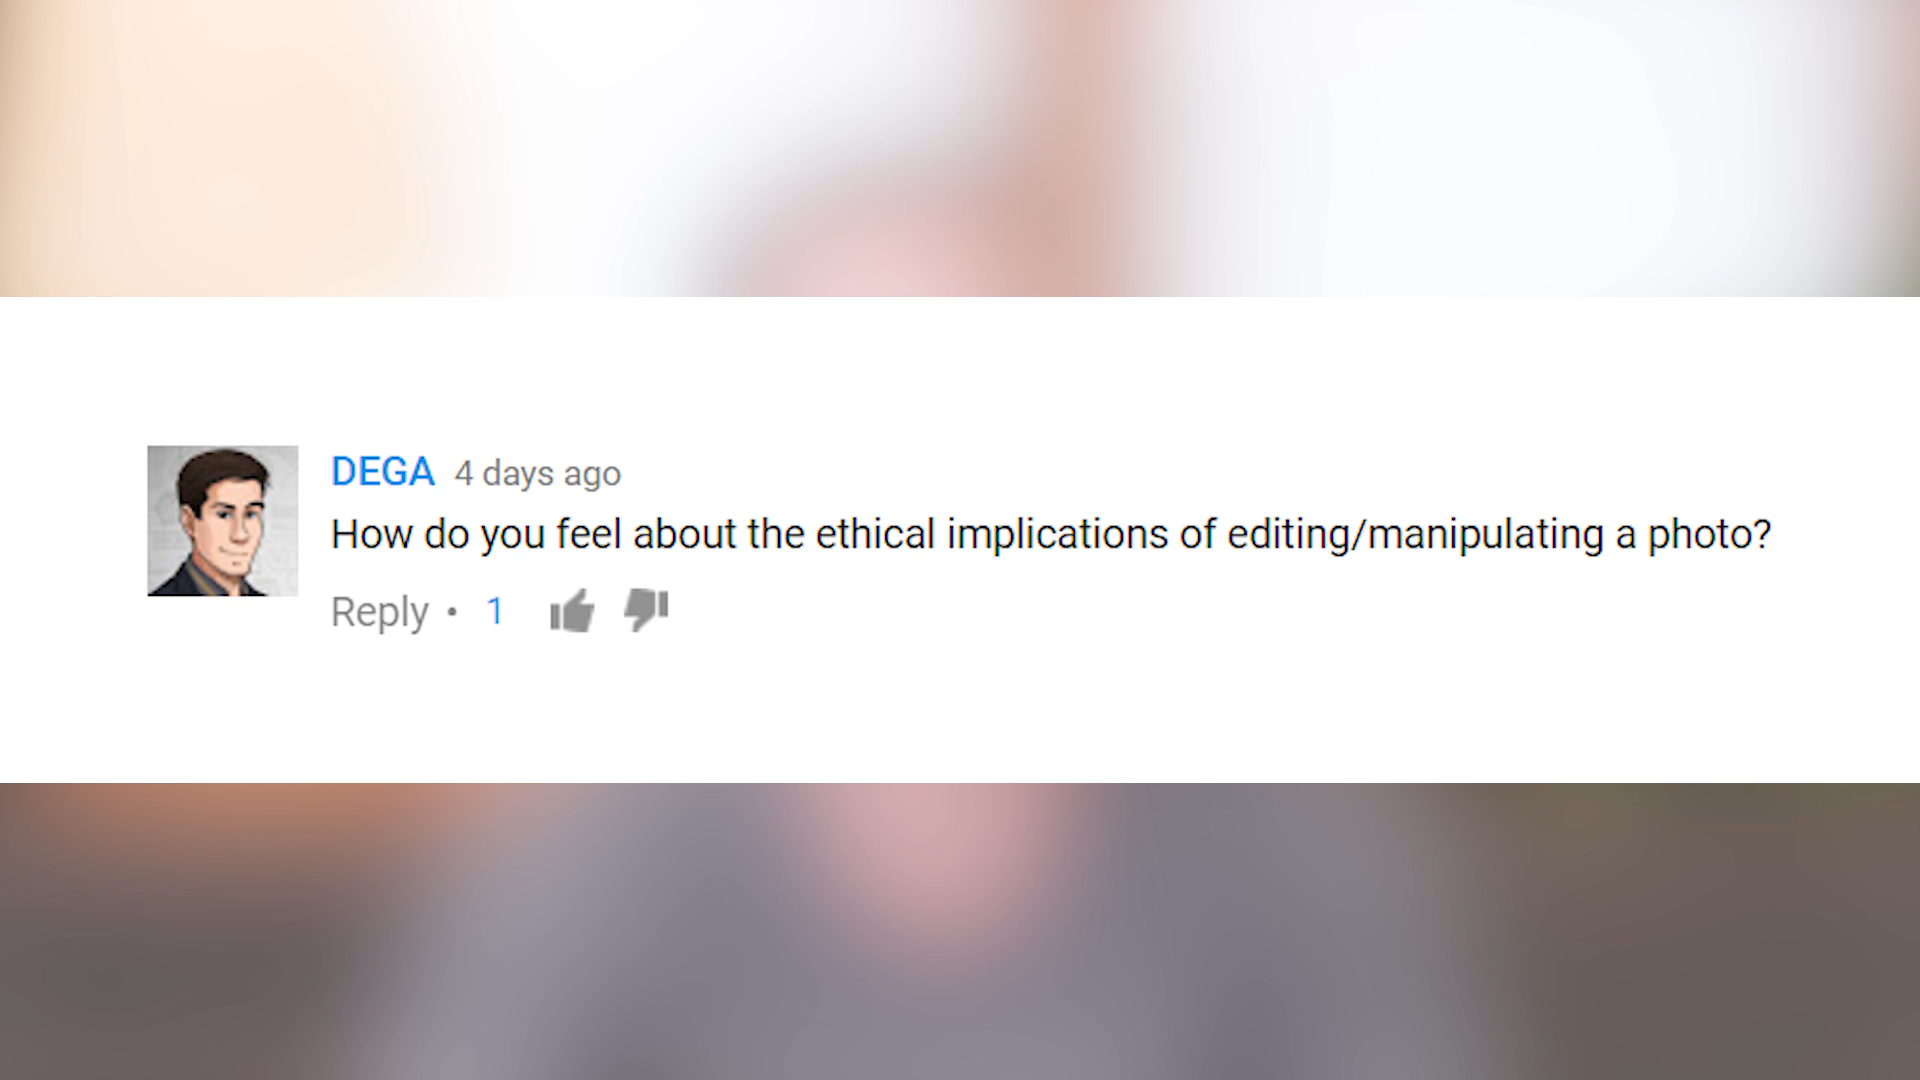 DEGA 4 days ago
How do you feel about the ethical implications of editing/manipulating a photo?
Reply • 1